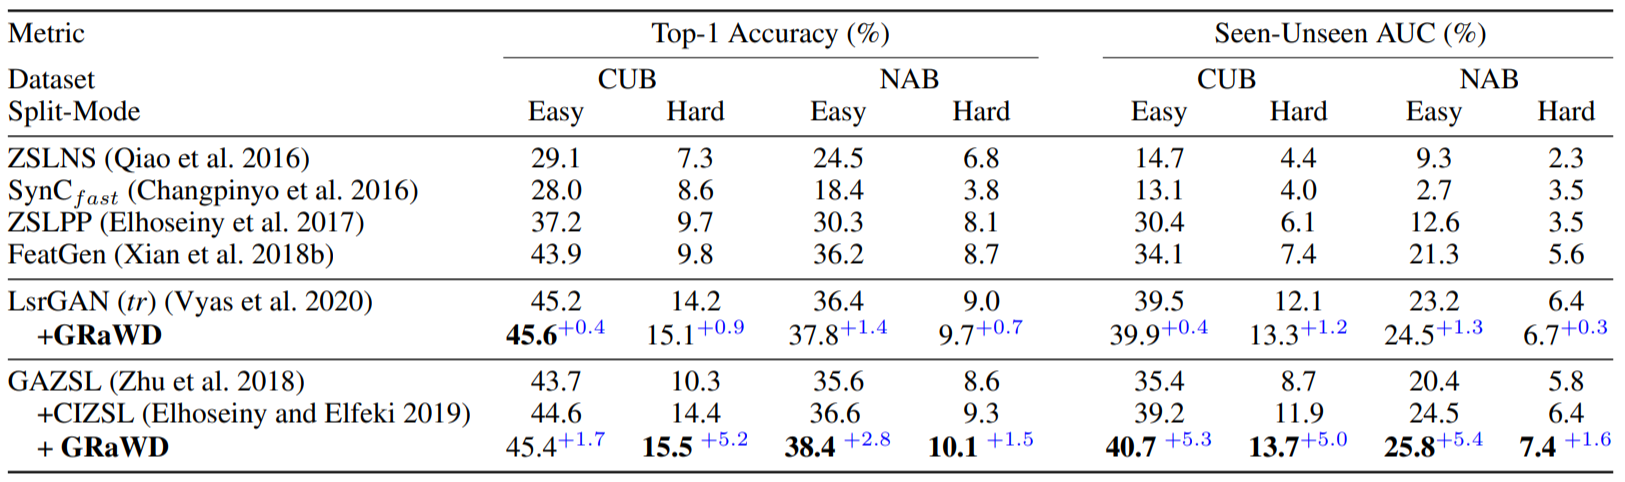 Metric Top-1 Accuracy (%) Seen-Unseen AUC (%)
Dataset CUB NAB CUB NAB
Split-Mode Easy Hard Easy Hard Easy Hard Easy Hard
ZSLNS (Qiao et al. 2016) 29.1 7.3 24.5 6.8 14.7 4.4 9.3 2.3
SynC_fast (Changpinyo et al. 2016) 28.0 8.6 18.4 3.8 13.1 4.0 2.7 3.5
ZSLPP (Elhoseiny et al. 2017) 37.2 9.7 30.3 8.1 30.4 6.1 12.6 3.5
FeatGen (Xian et al. 2018b) 43.9 9.8 36.2 8.7 34.1 7.4 21.3 5.6
LsrGAN (tr) (Vyas et al. 2020) 45.2 14.2 36.4 9.0 39.5 12.1 23.2 6.4
+GRaWD 45.6+0.4 15.1+0.9 37.8+1.4 9.7+0.7 39.9+0.4 13.3+1.2 24.5+1.3 6.7+0.3
GAZSL (Zhu et al. 2018) 43.7 10.3 35.6 8.6 35.4 8.7 20.4 5.8
+CIZSL (Elhoseiny and Elfeki 2019) 44.6 14.4 36.6 9.3 39.2 11.9 24.5 6.4
+ GRaWD 45.4+1.7 15.5 +5.2 38.4 +2.8 10.1 +1.5 40.7 +5.3 13.7+5.0 25.8+5.4 7.4 +1.6